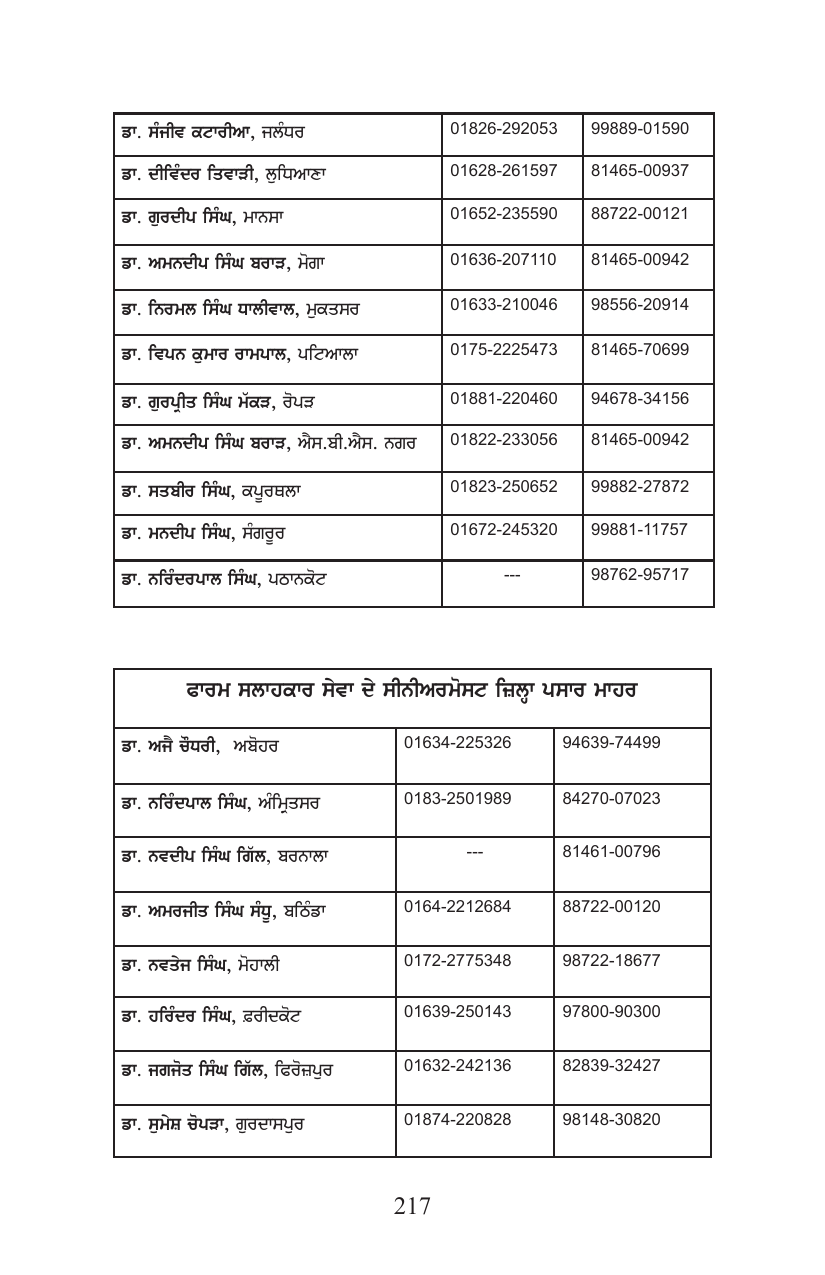 ਡਾ. ਸੰਜੀਵ ਕਟਾਰੀਆ, ਜਲੰਧਰ 01826-292053 99889-01590
ਡਾ. ਦੀਵਿੰਦਰ ਤਿਵਾੜੀ, ਲੁਧਿਆਣਾ 01628-261597 81465-00937
ਡਾ. ਗੁਰਦੀਪ ਸਿੰਘ, ਮਾਨਸਾ 01652-235590 88722-00121
ਡਾ. ਅਮਨਦੀਪ ਸਿੰਘ ਬਰਾੜ, ਮੋਗਾ 01636-207110 81465-00942
ਡਾ. ਨਿਰਮਲ ਸਿੰਘ ਧਾਲੀਵਾਲ, ਮੁਕਤਸਰ 01633-210046 98556-20914
ਡਾ. ਵਿਪਨ ਕੁਮਾਰ ਰਾਮਪਾਲ, ਪਟਿਆਲਾ 0175-2225473 81465-70699
ਡਾ. ਗੁਰਪ੍ਰੀਤ ਸਿੰਘ ਮੱਕੜ, ਰੋਪੜ 01881-220460 94678-34156
ਡਾ. ਅਮਨਦੀਪ ਸਿੰਘ ਬਰਾੜ, ਐਸ.ਬੀ.ਐਸ. ਨਗਰ 01822-233056 81465-00942
ਡਾ. ਸਤਬੀਰ ਸਿੰਘ, ਕਪੂਰਥਲਾ 01823-250652 99882-27872
ਡਾ. ਮਨਦੀਪ ਸਿੰਘ, ਸੰਗਰੂਰ 01672-245320 99881-11757
ਡਾ. ਨਰਿੰਦਰਪਾਲ ਸਿੰਘ, ਪਠਾਨਕੋਟ --- 98762-95717
ਫਾਰਮ ਸਲਾਹਕਾਰ ਸੇਵਾ ਦੇ ਸੀਨੀਅਰਮੋਸਟ ਜ਼ਿਲ੍ਹਾ ਪਸਾਰ ਮਾਹਰ
ਡਾ. ਅਜੈ ਚੌਧਰੀ, ਅਬੋਹਰ 01634-225326 94639-74499
ਡਾ. ਨਰਿੰਦਪਾਲ ਸਿੰਘ, ਅੰਮ੍ਰਿਤਸਰ 0183-2501989 84270-07023
ਡਾ. ਨਵਦੀਪ ਸਿੰਘ ਗਿੱਲ, ਬਰਨਾਲਾ --- 81461-00796
ਡਾ. ਅਮਰਜੀਤ ਸਿੰਘ ਸੰਧੂ, ਬਠਿੰਡਾ 0164-2212684 88722-00120
ਡਾ. ਨਵਤੇਜ ਸਿੰਘ, ਮੋਹਾਲੀ 0172-2775348 98722-18677
ਡਾ. ਹਰਿੰਦਰ ਸਿੰਘ, ਫ਼ਰੀਦਕੋਟ 01639-250143 97800-90300
ਡਾ. ਜਗਜੋਤ ਸਿੰਘ ਗਿੱਲ, ਫਿਰੋਜ਼ਪੁਰ 01632-242136 82839-32427
ਡਾ. ਸੁਮੇਸ਼ ਚੋਪੜਾ, ਗੁਰਦਾਸਪੁਰ 01874-220828 98148-30820
217